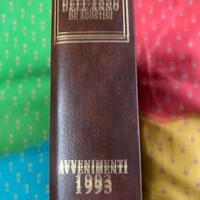 DELL'ANNO
DE AGOSTINI
AVVENIMENTI
1993